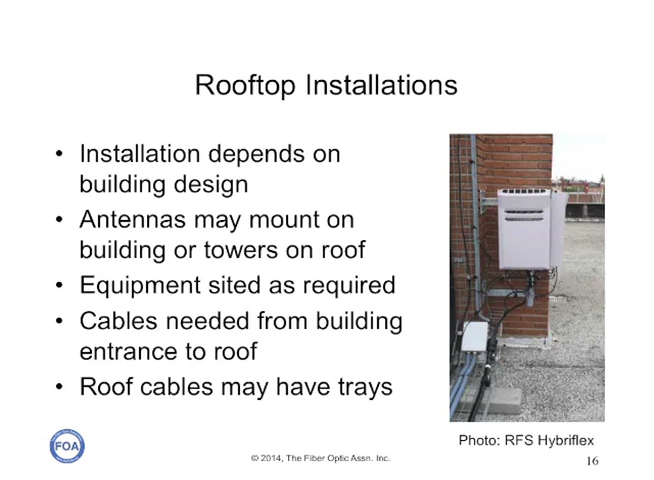 Rooftop Installations
• Installation depends on
building design
• Antennas may mount on
building or towers on roof
• Equipment sited as required
• Cables needed from building
entrance to roof
• Roof cables may have trays
Photo: RFS Hybriflex
FOA
© 2014, The Fiber Optic Assn. Inc.
16